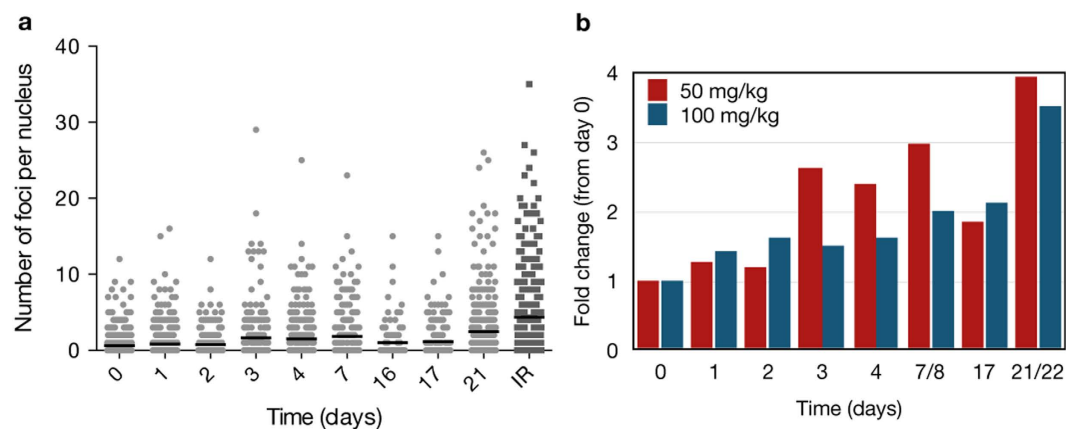 a
Number of foci per nucleus
40
30
20
10
0
0 1 2 3 4 7 16 17 21 IR
Time (days)
b
Fold change (from day 0)
4
3
2
1
0
50 mg/kg
100 mg/kg
0 1 2 3 4 7/8 17 21/22
Time (days)